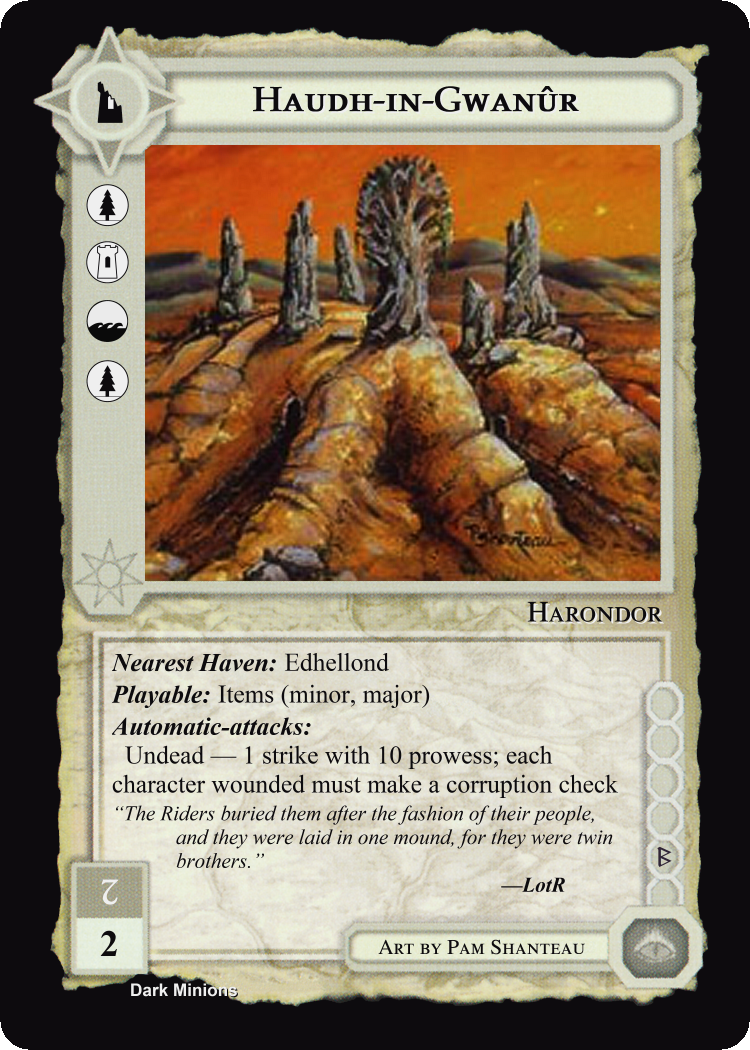 Haudh-in-Gwanûr
P Shanteau
Harondor
Nearest Haven: Edhellond
Playable: Items (minor, major)
Automatic-attacks:
Undead — 1 strike with 10 prowess; each
character wounded must make a corruption check
“The Riders buried them after the fashion of their people,
and they were laid in one mound, for they were twin
brothers.”
—LotR
2
Art by Pam Shanteau
Dark Minions